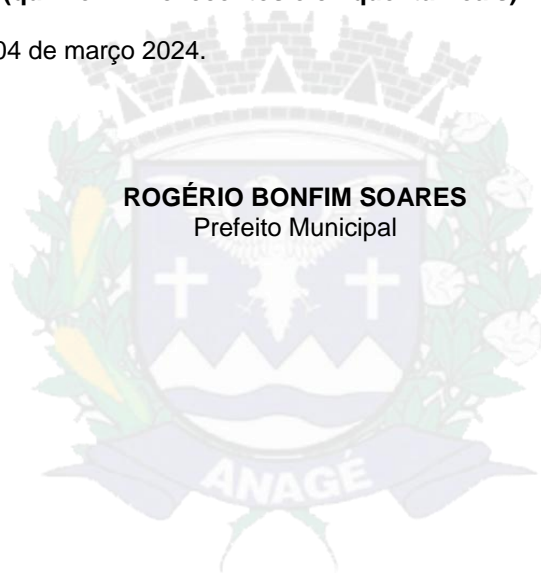 04 de março 2024.
ROGÉRIO BONFIM SOARES
Prefeito Municipal
ANAGÉ